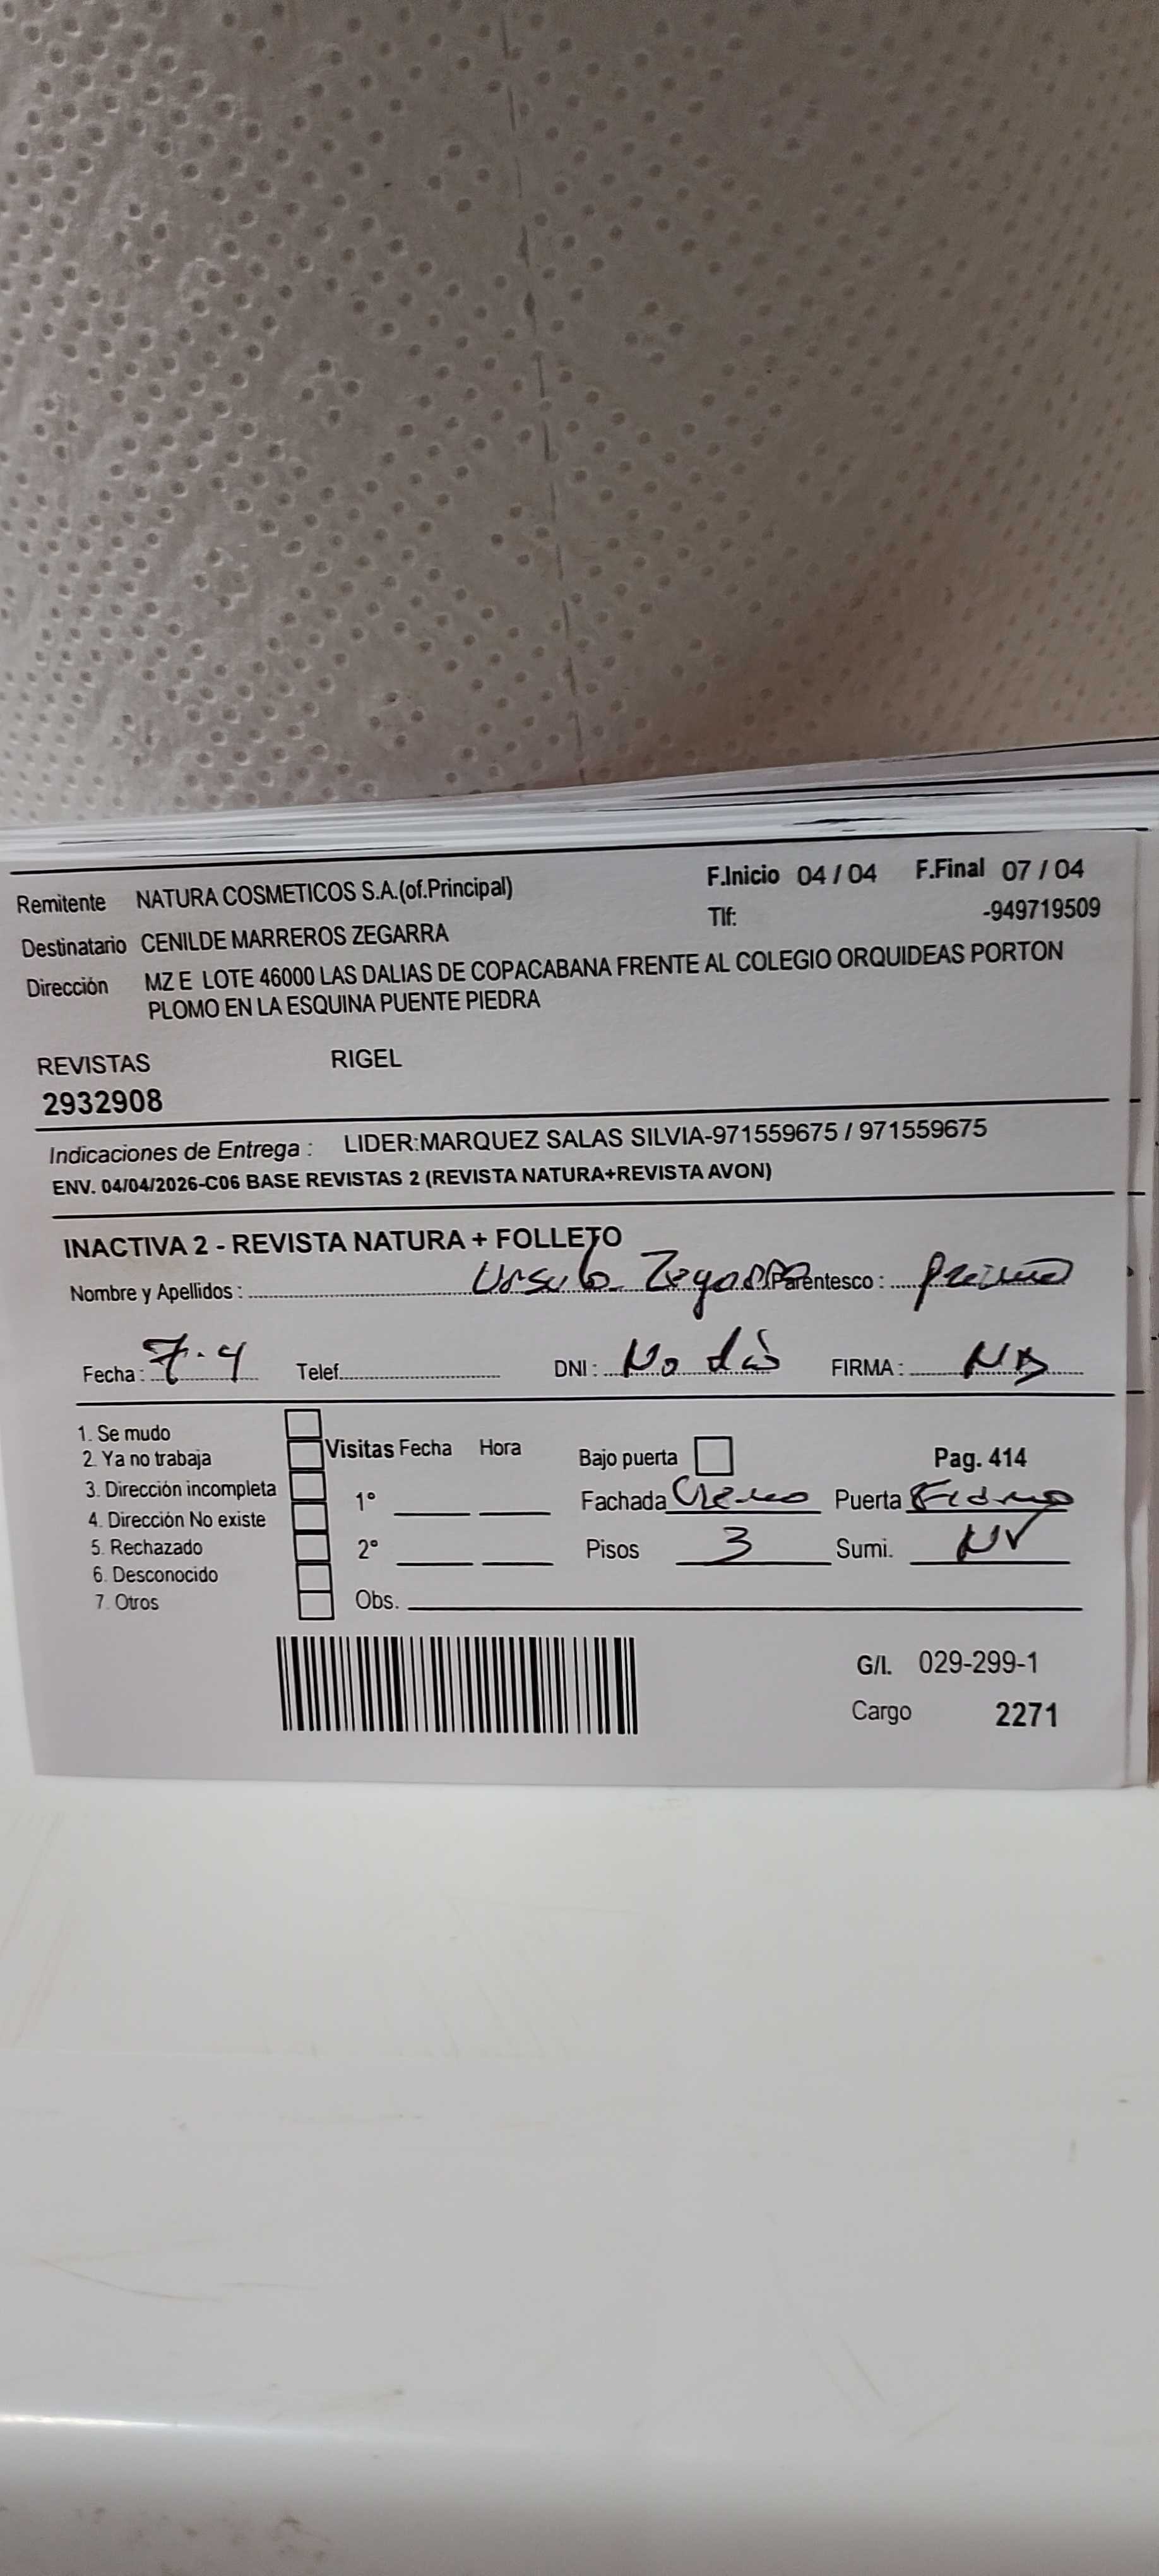 Remitente NATURA COSMETICOS S.A.(of.Principal) F.Inicio 04 / 04 F.Final 07 / 04
Tlf: -949719509
Destinatario CENILDE MARREROS ZEGARRA
Dirección MZ E LOTE 46000 LAS DALIAS DE COPACABANA FRENTE AL COLEGIO ORQUIDEAS PORTON
PLOMO EN LA ESQUINA PUENTE PIEDRA
REVISTAS RIGEL
2932908
Indicaciones de Entrega : LIDER:MARQUEZ SALAS SILVIA-971559675 / 971559675
ENV. 04/04/2026-C06 BASE REVISTAS 2 (REVISTA NATURA+REVISTA AVON)
INACTIVA 2 - REVISTA NATURA + FOLLETO
Nombre y Apellidos : Ursula Zegarra Parentesco :
Fecha : 7-4 Telef. DNI : No dio FIRMA :
1. Se mudo
2. Ya no trabaja Visitas Fecha Hora Bajo puerta Pag. 414
3. Dirección incompleta 1° Fachada Puerta
4. Dirección No existe
5. Rechazado 2° Pisos 3 Sumi. NV
6. Desconocido
7. Otros Obs.
G/I. 029-299-1
Cargo 2271